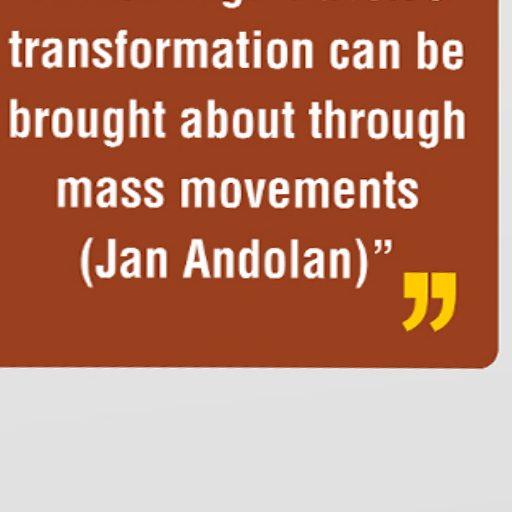 transformation can be
brought about through
mass movements
(Jan Andolan)”
”